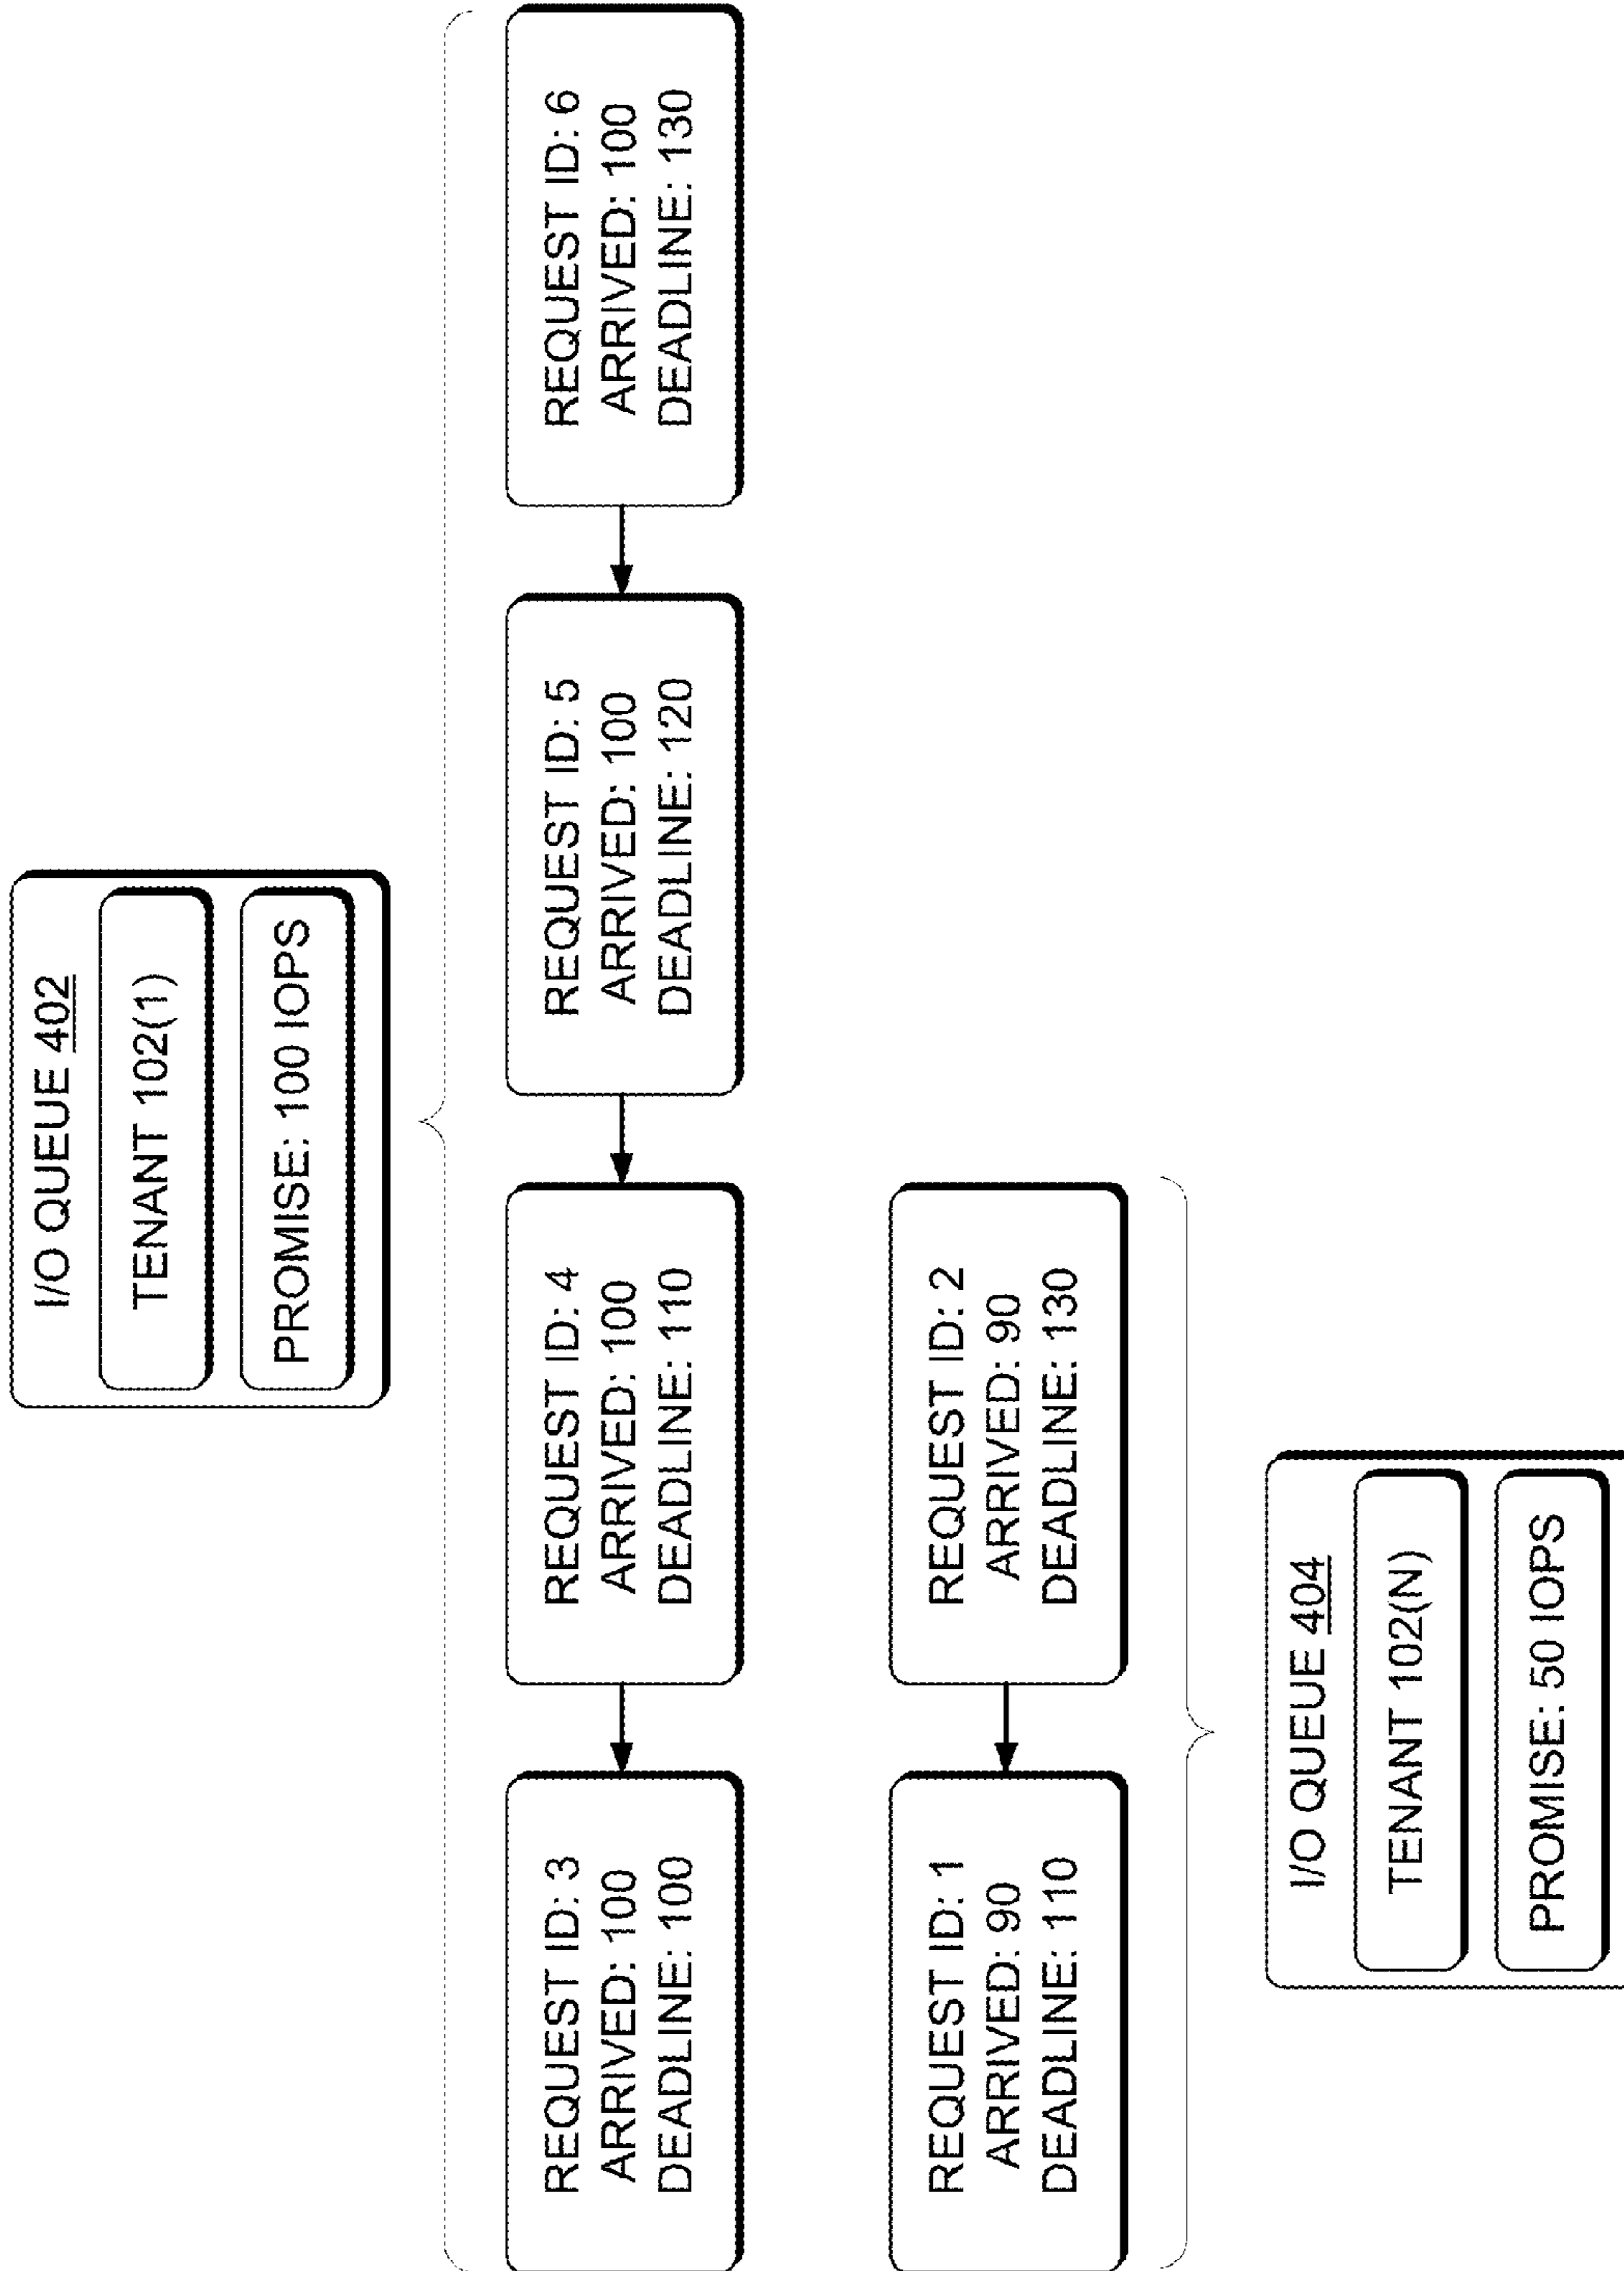 I/O QUEUE 402
TENANT 102(1)
PROMISE: 100 IOPS
REQUEST ID: 3
ARRIVED: 100
DEADLINE: 100
REQUEST ID: 4
ARRIVED: 100
DEADLINE: 110
REQUEST ID: 5
ARRIVED: 100
DEADLINE: 120
REQUEST ID: 6
ARRIVED: 100
DEADLINE: 130
REQUEST ID: 1
ARRIVED: 90
DEADLINE: 110
REQUEST ID: 2
ARRIVED: 90
DEADLINE: 130
I/O QUEUE 404
TENANT 102(N)
PROMISE: 50 IOPS